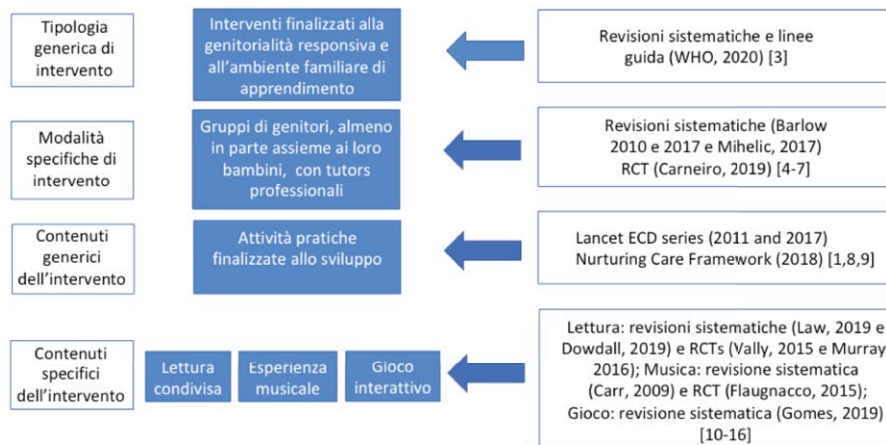 Tipologia
generica di
intervento
Interventi finalizzati alla
genitorialità responsiva e
all'ambiente familiare di
apprendimento
Revisioni sistematiche e linee
guida (WHO, 2020) [3]
Modalità
specifiche di
intervento
Gruppi di genitori, almeno
in parte assieme ai loro
bambini, con tutors
professionali
Revisioni sistematiche (Barlow
2010 e 2017 e Mihelic, 2017)
RCT (Carneiro, 2019) [4-7]
Contenuti
generici
dell'intervento
Attività pratiche
finalizzate allo sviluppo
Lancet ECD series (2011 and 2017)
Nurturing Care Framework (2018) [1,8,9]
Contenuti
specifici
dell'intervento
Lettura
condivisa
Esperienza
musicale
Gioco
interattivo
Lettura: revisioni sistematiche (Law, 2019 e
Dowdall, 2019) e RCTs (Vally, 2015 e Murray
2016); Musica: revisione sistematica
(Carr, 2009) e RCT (Flaugnacco, 2015);
Gioco: revisione sistematica (Gomes, 2019)
[10-16]